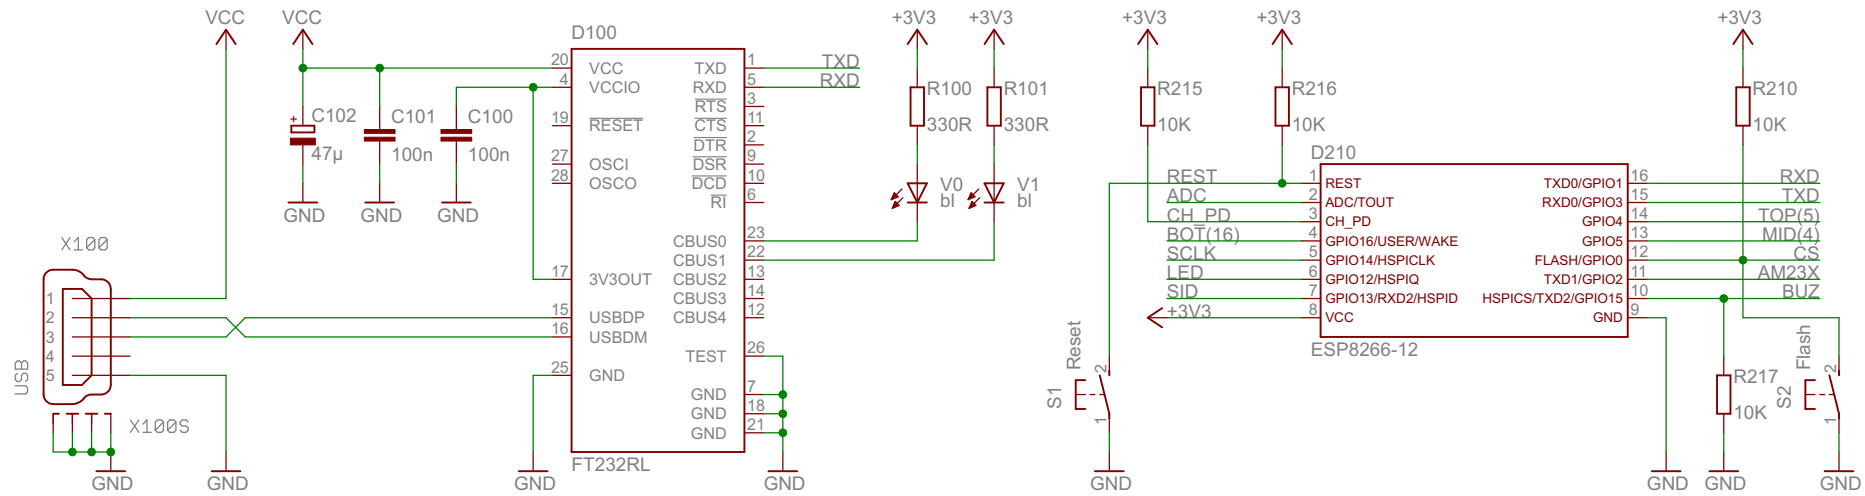 VCC
VCC
D100
+3V3
+3V3
+3V3
+3V3
+3V3
20 VCC TXD 1 TXD
4 VCCIO RXD 5 RXD
RTS 3
19 RESET CTS 11
DTR 2
27 OSCI DSR 9
28 OSCO DCD 10
RI 6
CBUS0 23
CBUS1 22
17 3V3OUT CBUS2 13
CBUS3 14
15 USBDP CBUS4 12
16 USBDM
TEST 26
25 GND
GND 7
GND 18
GND 21
FT232RL
+
C102
47µ
C101
100n
C100
100n
GND
GND
GND
X100
USB
1
2
3
4
5
X100S
GND
GND
GND
GND
R100
330R
R101
330R
V0
bl
V1
bl
R215
10K
R216
10K
R210
10K
D210
REST 1 REST TXD0/GPIO1 16 RXD
ADC 2 ADC/TOUT RXD0/GPIO3 15 TXD
CH_PD 3 CH_PD GPIO4 14 TOP(5)
BOT(16) 4 GPIO16/USER/WAKE GPIO5 13 MID(4)
SCLK 5 GPIO14/HSPICLK FLASH/GPIO0 12 CS
LED 6 GPIO12/HSPIQ TXD1/GPIO2 11 AM23X
SID 7 GPIO13/RXD2/HSPID HSPICS/TXD2/GPIO15 10 BUZ
+3V3 8 VCC GND 9
ESP8266-12
Reset
S1
2
1
GND
R217
10K
Flash
S2
2
1
GND
GND
GND